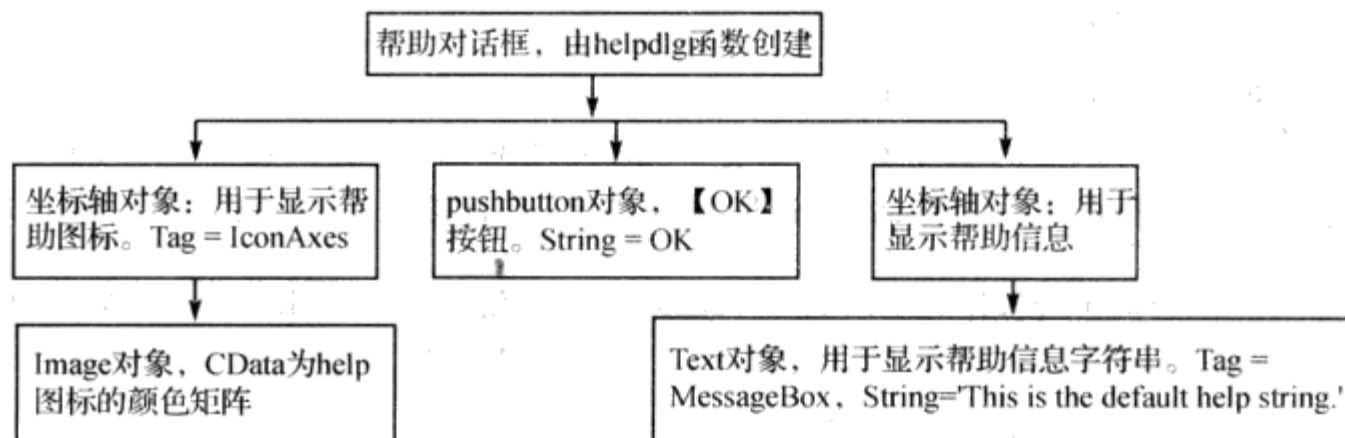 帮助对话框，由helpdlg函数创建
坐标轴对象：用于显示帮
助图标。Tag = IconAxes
pushbutton对象，【OK】
按钮。String = OK
坐标轴对象：用于
显示帮助信息
Image对象，CData为help
图标的颜色矩阵
Text对象，用于显示帮助信息字符串。Tag =
MessageBox，String='This is the default help string.'